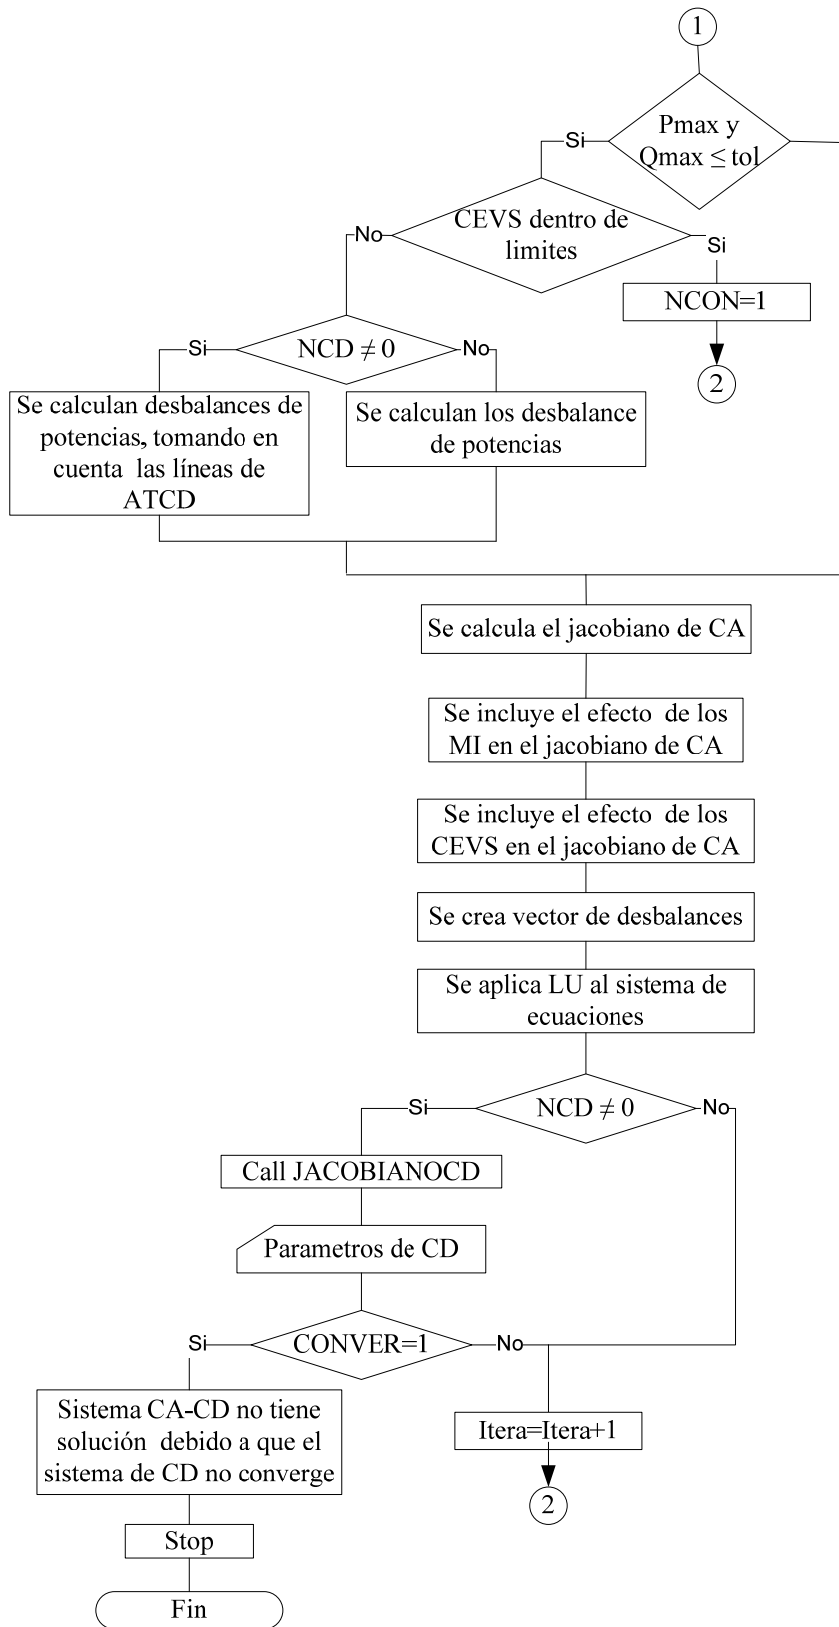 1
Pmax y
Qmax ≤ tol
Si
CEVS dentro de
limites
No
Si
NCON=1
2
NCD ≠ 0
Si
No
Se calculan desbalances de
potencias, tomando en
cuenta las líneas de
ATCD
Se calculan los desbalance
de potencias
Se calcula el jacobiano de CA
Se incluye el efecto de los
MI en el jacobiano de CA
Se incluye el efecto de los
CEVS en el jacobiano de CA
Se crea vector de desbalances
Se aplica LU al sistema de
ecuaciones
NCD ≠ 0
Si
No
Call JACOBIANOCD
Parametros de CD
CONVER=1
Si
No
Sistema CA-CD no tiene
solución debido a que el
sistema de CD no converge
Itera=Itera+1
2
Stop
Fin